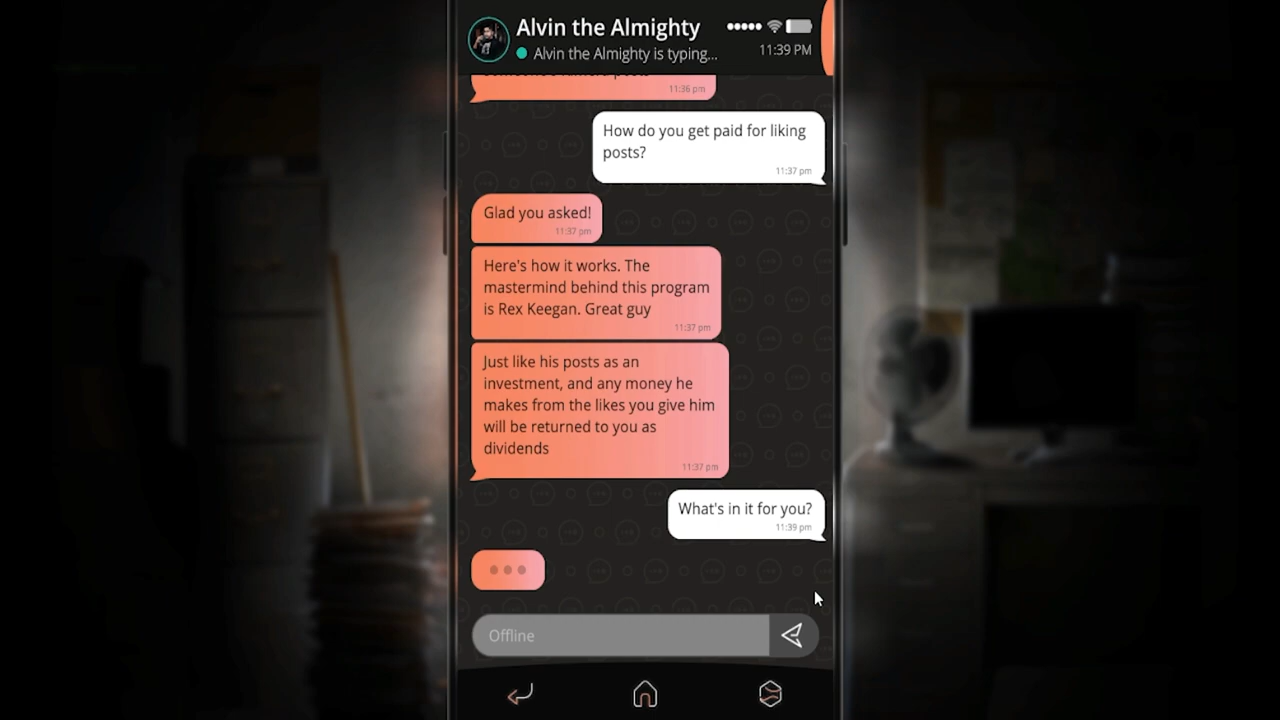 Alvin the Almighty
Alvin the Almighty is typing...
11:39 PM
11:36 pm
How do you get paid for liking
posts?
11:37 pm
Glad you asked!
11:37 pm
Here's how it works. The
mastermind behind this program
is Rex Keegan. Great guy
11:37 pm
Just like his posts as an
investment, and any money he
makes from the likes you give him
will be returned to you as
dividends
11:37 pm
What's in it for you?
11:39 pm
Offline